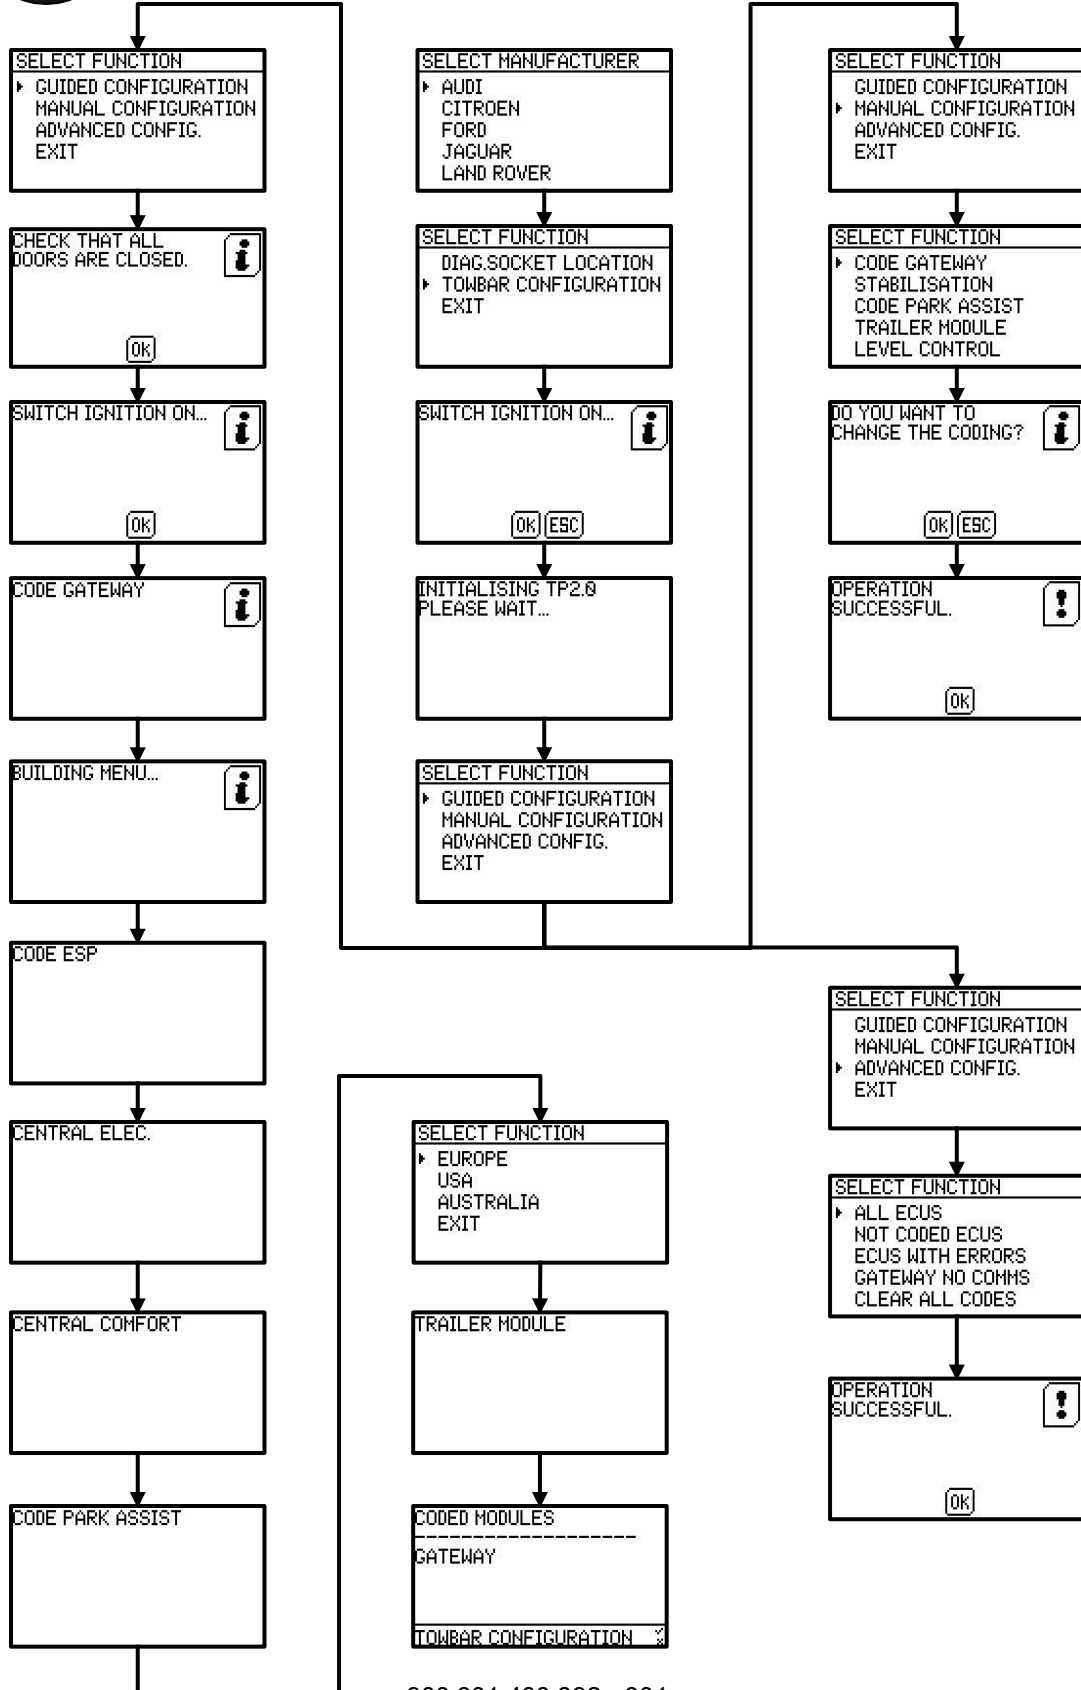 SELECT FUNCTION
GUIDED CONFIGURATION
MANUAL CONFIGURATION
ADVANCED CONFIG.
EXIT
CHECK THAT ALL
DOORS ARE CLOSED.
OK
SWITCH IGNITION ON...
OK
CODE GATEWAY
BUILDING MENU...
CODE ESP
CENTRAL ELEC.
CENTRAL COMFORT
CODE PARK ASSIST
SELECT MANUFACTURER
AUDI
CITROEN
FORD
JAGUAR
LAND ROVER
SELECT FUNCTION
DIAG.SOCKET LOCATION
TOWBAR CONFIGURATION
EXIT
SWITCH IGNITION ON...
OK ESC
INITIALISING TP2.0
PLEASE WAIT...
SELECT FUNCTION
GUIDED CONFIGURATION
MANUAL CONFIGURATION
ADVANCED CONFIG.
EXIT
SELECT FUNCTION
EUROPE
USA
AUSTRALIA
EXIT
TRAILER MODULE
CODED MODULES
-------------------
GATEWAY
TOWBAR CONFIGURATION
SELECT FUNCTION
GUIDED CONFIGURATION
MANUAL CONFIGURATION
ADVANCED CONFIG.
EXIT
SELECT FUNCTION
CODE GATEWAY
STABILISATION
CODE PARK ASSIST
TRAILER MODULE
LEVEL CONTROL
DO YOU WANT TO
CHANGE THE CODING?
OK ESC
OPERATION
SUCCESSFUL.
OK
SELECT FUNCTION
GUIDED CONFIGURATION
MANUAL CONFIGURATION
ADVANCED CONFIG.
EXIT
SELECT FUNCTION
ALL ECUS
NOT CODED ECUS
ECUS WITH ERRORS
GATEWAY NO COMMS
CLEAR ALL CODES
OPERATION
SUCCESSFUL.
OK